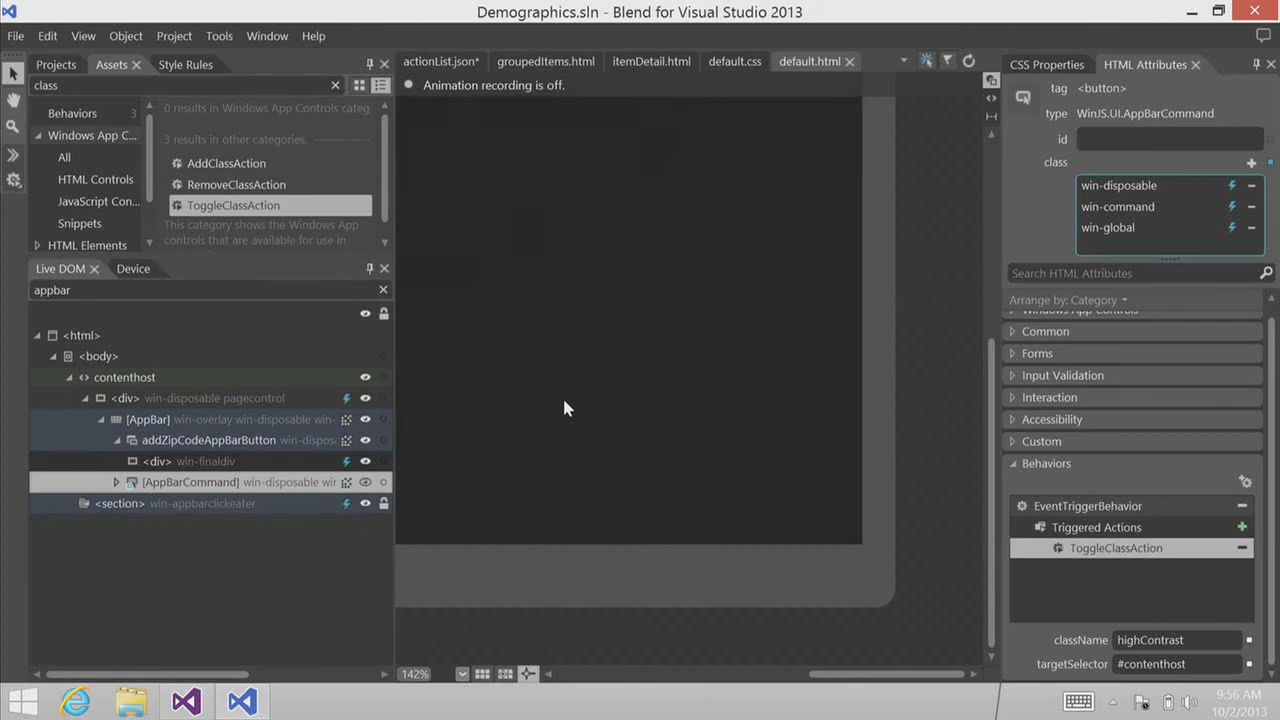 Demographics.sln - Blend for Visual Studio 2013
File Edit View Object Project Tools Window Help
Projects Assets Style Rules
class
Behaviors 3
Windows App C...
All
HTML Controls
JavaScript Con...
Snippets
HTML Elements
0 results in Windows App Controls categ
3 results in other categories.
AddClassAction
RemoveClassAction
ToggleClassAction
This category shows the Windows App
controls that are available for use in
Live DOM Device
appbar
<html>
<body>
contenthost
<div> win-disposable pagecontrol
[AppBar] win-overlay win-disposable win-
addZipCodeAppBarButton win-dispos
<div> win-finaldiv
[AppBarCommand] win-disposable wir
<section> win-appbarclickeater
actionList.json* groupedItems.html itemDetail.html default.css default.html
Animation recording is off.
142%
CSS Properties HTML Attributes
tag <button>
type WinJS.UI.AppBarCommand
id
class
win-disposable
win-command
win-global
Search HTML Attributes
Arrange by: Category
Windows App Controls
Common
Forms
Input Validation
Interaction
Accessibility
Custom
Behaviors
EventTriggerBehavior
Triggered Actions
ToggleClassAction
className highContrast
targetSelector #contenthost
9:56 AM
10/2/2013